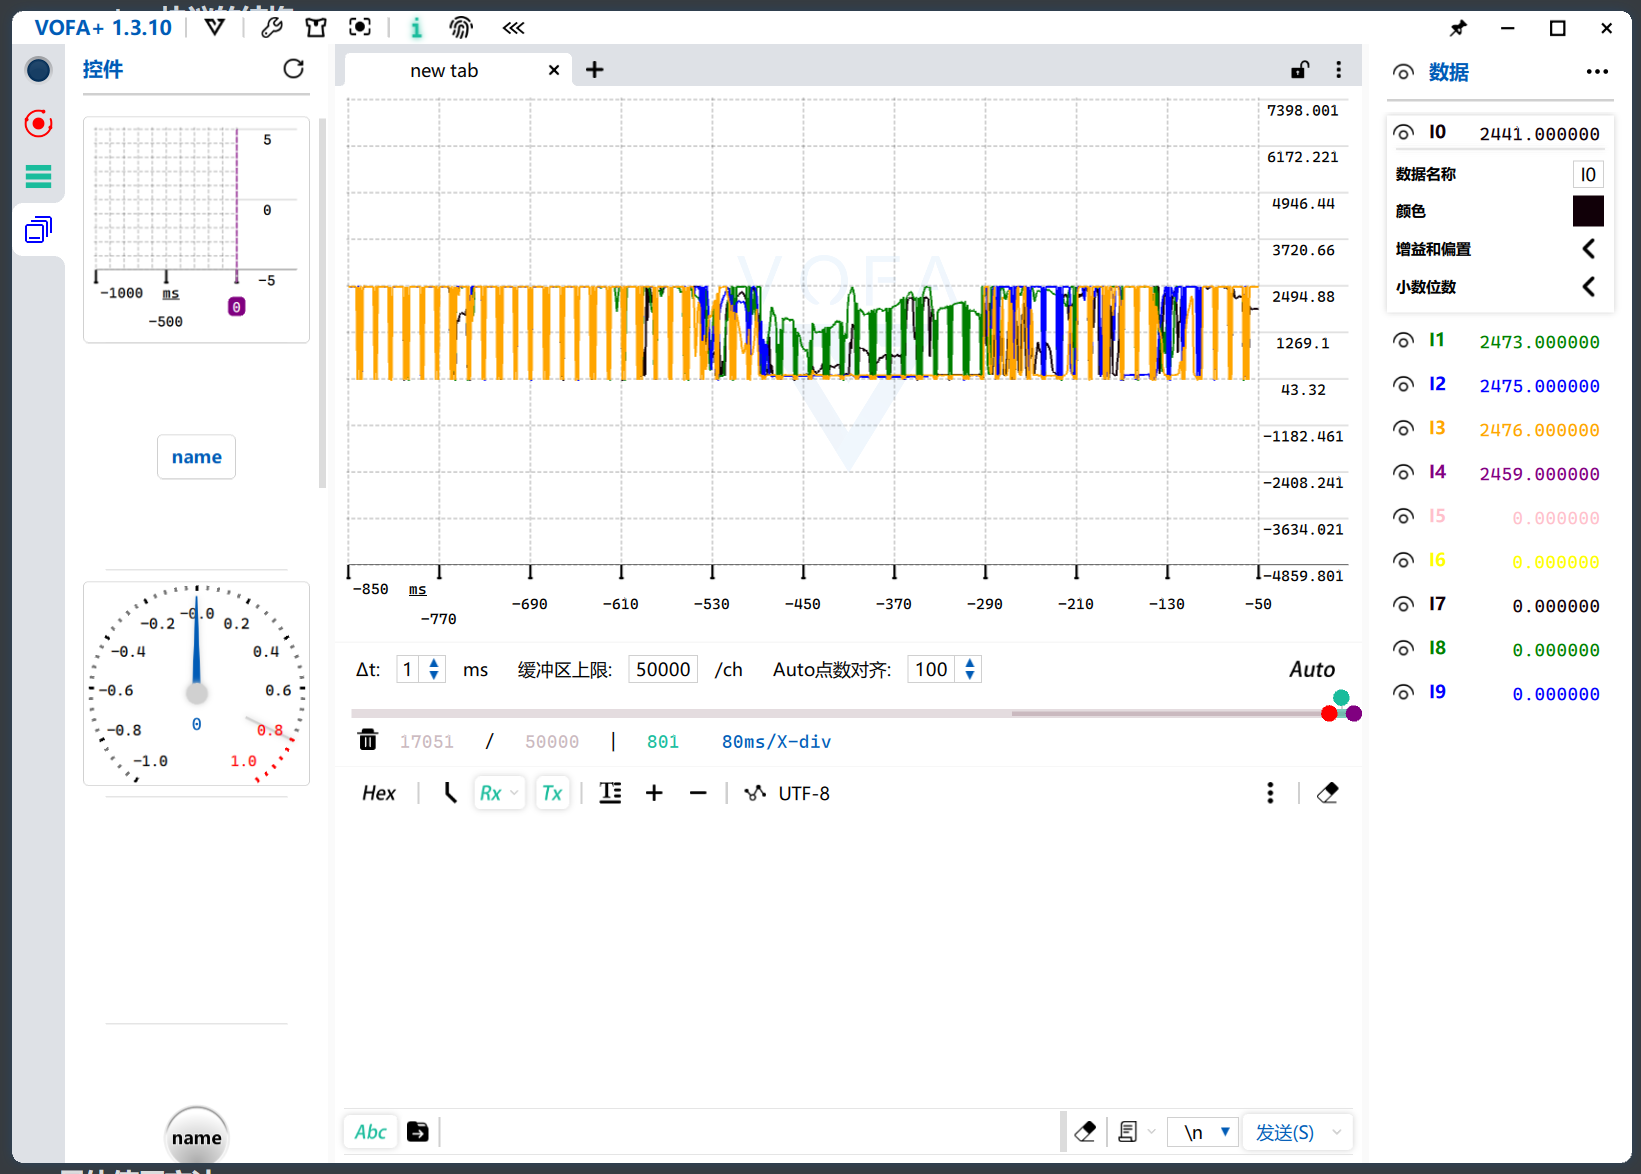 VOFA+ 1.3.10
控件
new tab
数据
5
0
-5
-1000 ms
-500
0
name
-0.0
-0.2 0.2
-0.4 0.4
-0.6 0.6
-0.8 0.8
-1.0 1.0
0
name
VOFA
7398.001
6172.221
4946.44
3720.66
2494.88
1269.1
43.32
-1182.461
-2408.241
-3634.021
-4859.801
-850 ms
-770 -690 -610 -530 -450 -370 -290 -210 -130 -50
Δt: 1 ms 缓冲区上限: 50000 /ch Auto点数对齐: 100 Auto
17051 / 50000 | 801 80ms/X-div
Hex Rx Tx UTF-8
Abc \n 发送(S)
I0 2441.000000
数据名称 I0
颜色
增益和偏置
小数位数
I1 2473.000000
I2 2475.000000
I3 2476.000000
I4 2459.000000
I5 0.000000
I6 0.000000
I7 0.000000
I8 0.000000
I9 0.000000